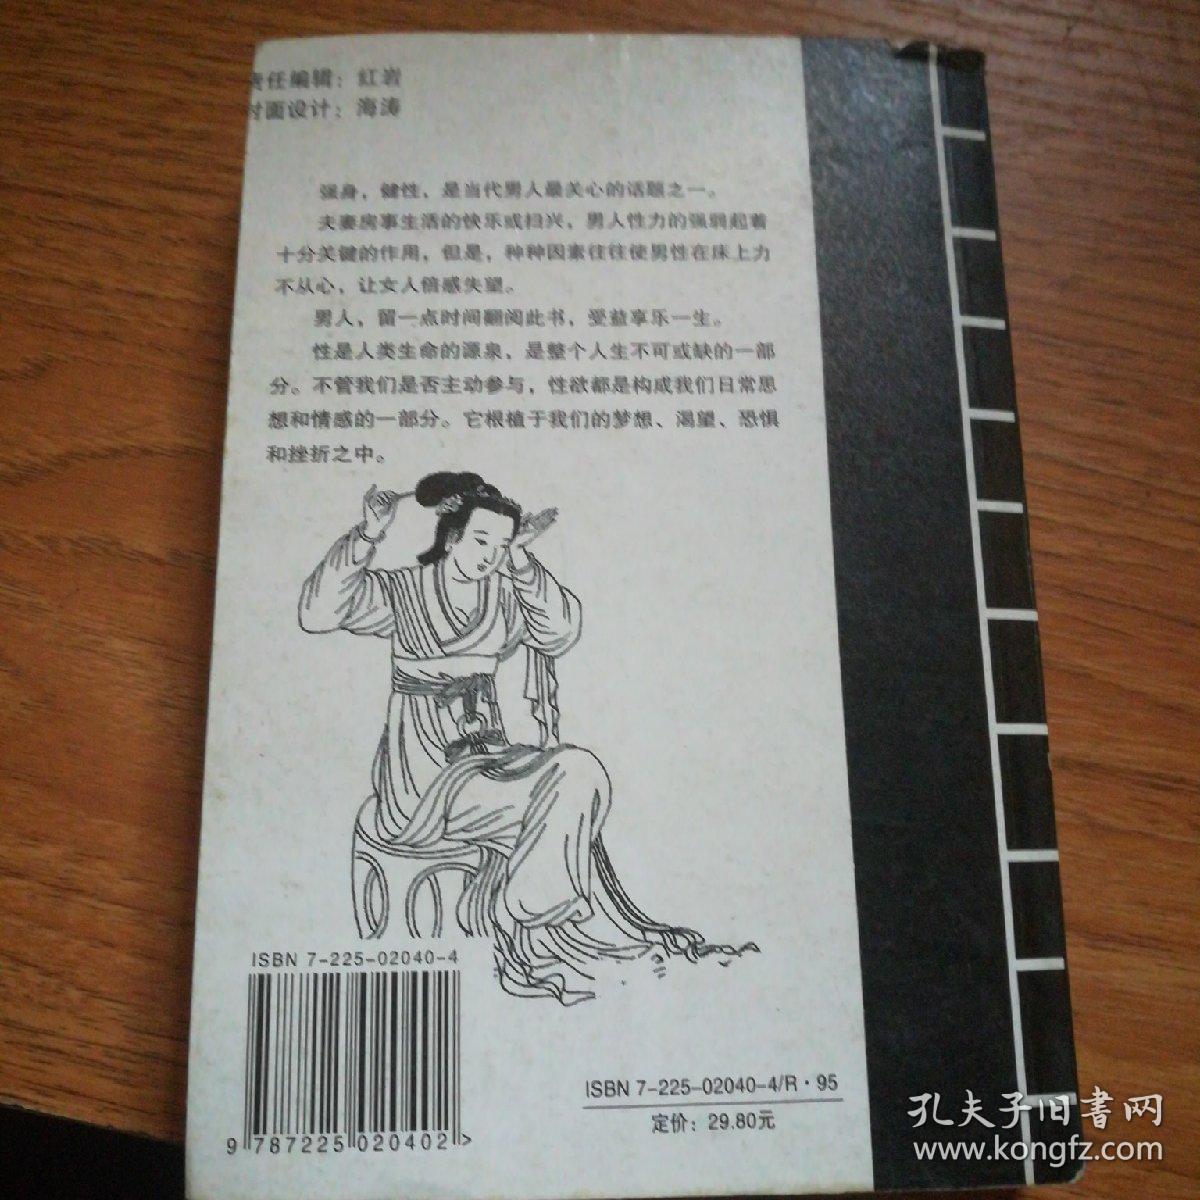 责任编辑：红岩
封面设计：海涛
强身，健性，是当代男人最关心的话题之一。
夫妻房事生活的快乐或扫兴，男人性力的强弱起着
十分关键的作用，但是，种种因素往往使男性在床上力
不从心，让女人倍感失望。
男人，留一点时间翻阅此书，受益享乐一生。
性是人类生命的源泉，是整个人生不可或缺的一部
分。不管我们是否主动参与，性欲都是构成我们日常思
想和情感的一部分。它根植于我们的梦想、渴望、恐惧
和挫折之中。
ISBN 7-225-02040-4
9 787225 020402 >
ISBN 7-225-02040-4/R·95
定价：29.80元
孔夫子旧書网
www.kongfz.com